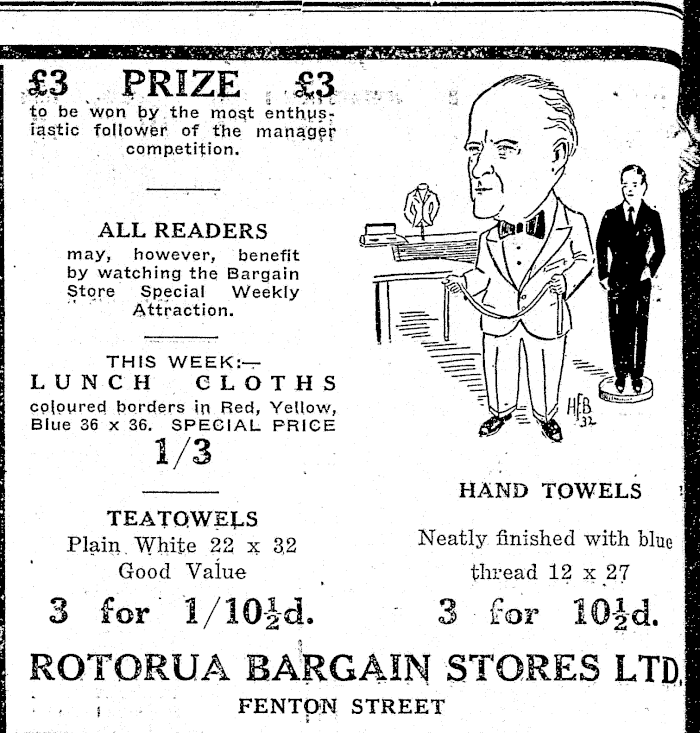 £3 PRIZE £3
to be won by the most enthus-
iastic follower of the manager
competition.
ALL READERS
may, however, benefit
by watching the Bargain
Store Special Weekly
Attraction.
THIS WEEK:—
LUNCH CLOTHS
coloured borders in Red, Yellow,
Blue 36 x 36. SPECIAL PRICE
1/3
TEATOWELS
Plain White 22 x 32
Good Value
3 for 1/10½d.
HFB
32
HAND TOWELS
Neatly finished with blue
thread 12 x 27
3 for 10½d.
ROTORUA BARGAIN STORES LTD.
FENTON STREET